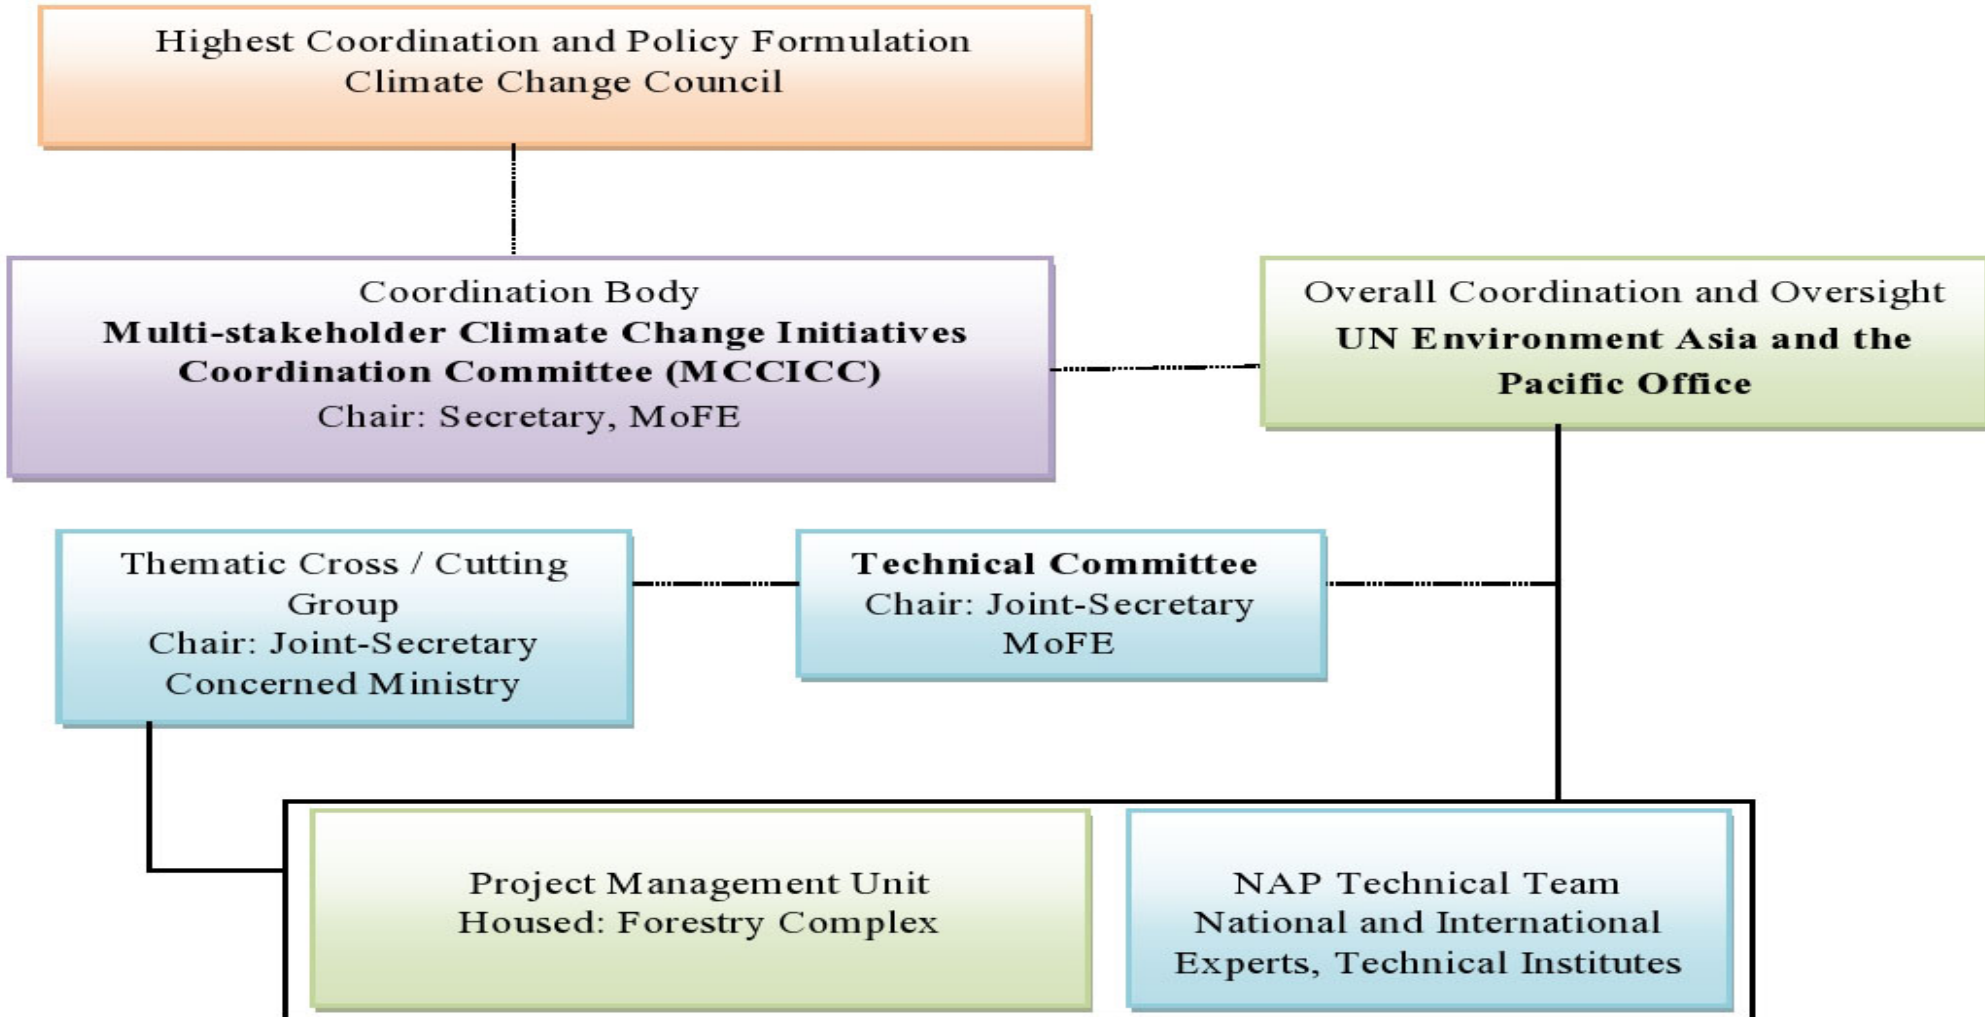 Highest Coordination and Policy Formulation
Climate Change Council
Coordination Body
Multi-stakeholder Climate Change Initiatives
Coordination Committee (MCCICC)
Chair: Secretary, MoFE
Overall Coordination and Oversight
UN Environment Asia and the
Pacific Office
Thematic Cross / Cutting
Group
Chair: Joint-Secretary
Concerned Ministry
Technical Committee
Chair: Joint-Secretary
MoFE
Project Management Unit
Housed: Forestry Complex
NAP Technical Team
National and International
Experts, Technical Institutes